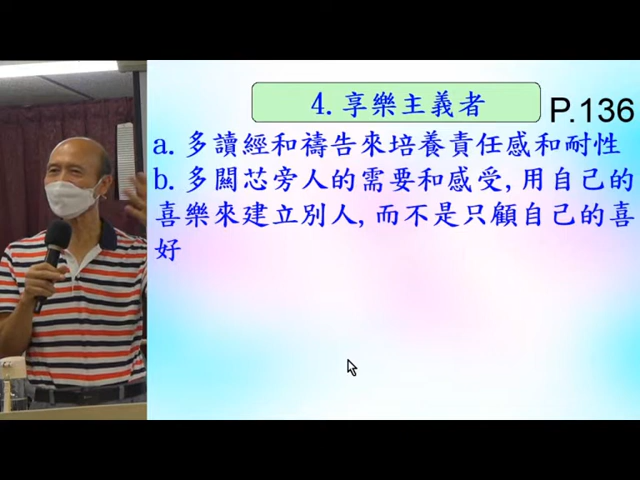 4.享樂主義者
P.136
a.多讀經和禱告來培養責任感和耐性
b.多關芯旁人的需要和感受,用自己的
喜樂來建立別人,而不是只顧自己的喜
好